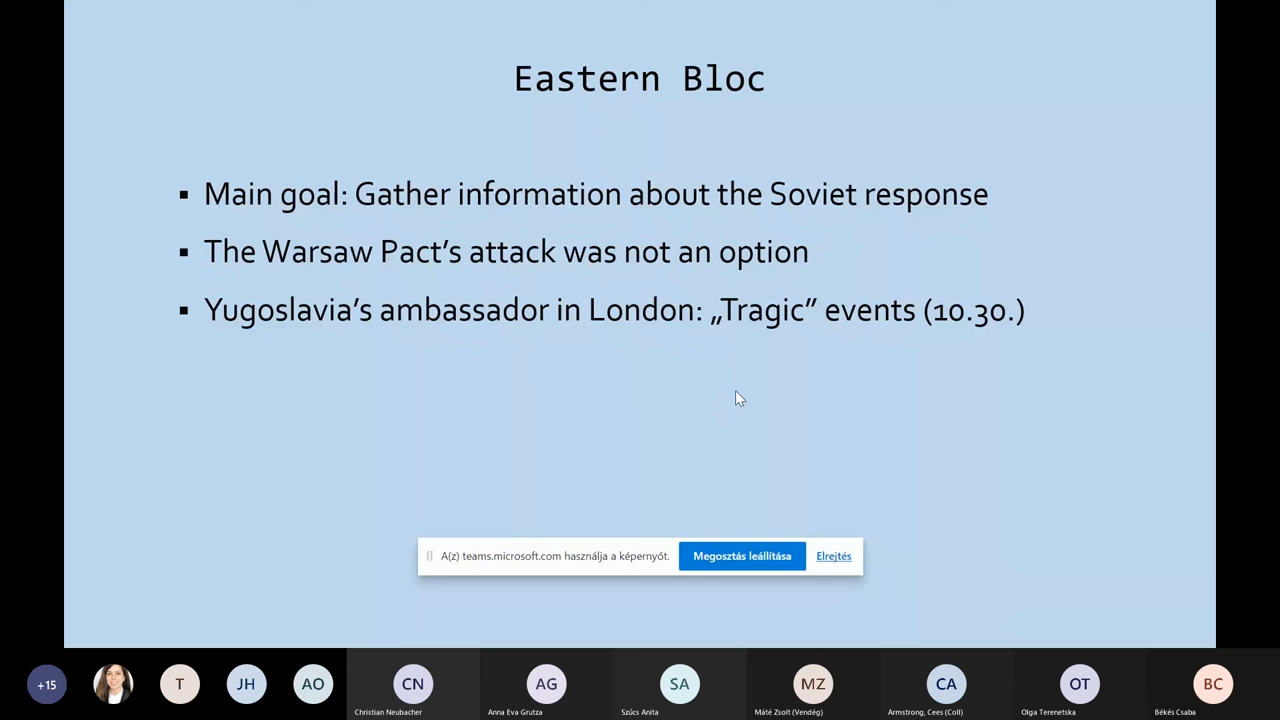 Eastern Bloc
▪ Main goal: Gather information about the Soviet response
▪ The Warsaw Pact’s attack was not an option
▪ Yugoslavia’s ambassador in London: „Tragic” events (10.30.)
A(z) teams.microsoft.com használja a képernyőt. Megosztás leállítása Elrejtés
+15 T JH AO CN AG SA MZ CA OT BC
Christian Neubacher Anna Eva Grutza Szűcs Anita Máté Zsolt (Vendég) Armstrong, Cees (Coll) Olga Terenetska Békés Csaba